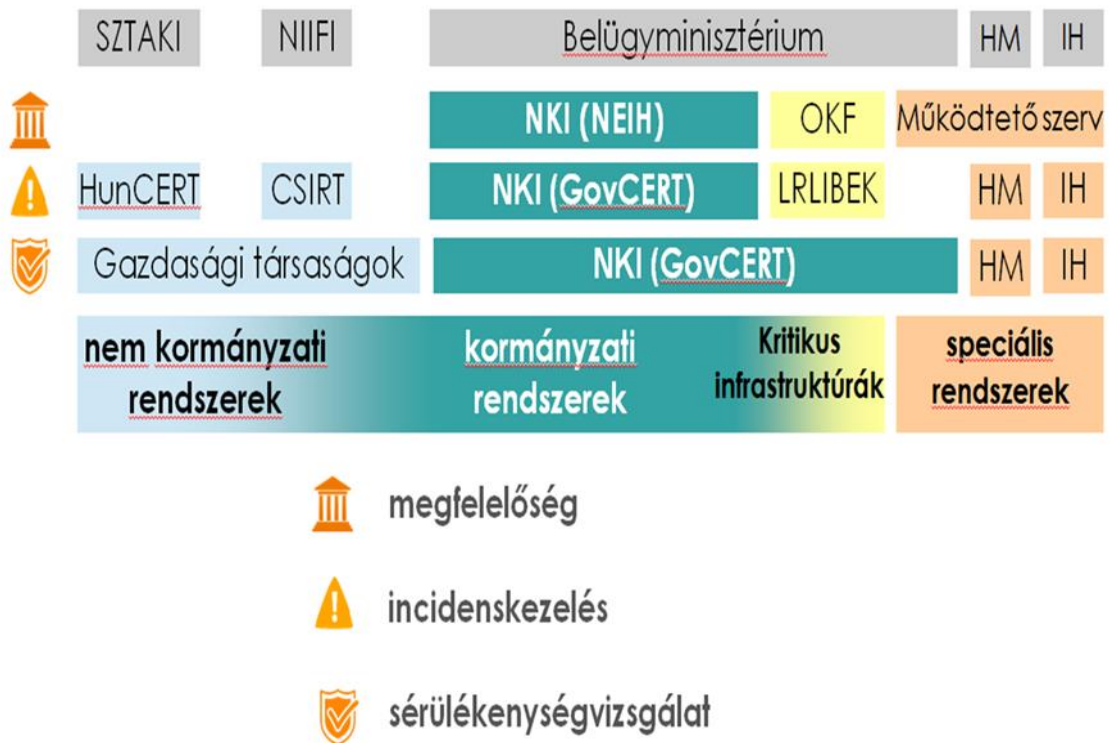 SZTAKI NIIFI Belügyminisztérium HM IH
NKI (NEIH) OKF Működtető szerv
HunCERT CSIRT NKI (GovCERT) LRLIBEK HM IH
Gazdasági társaságok NKI (GovCERT) HM IH
nem kormányzati
rendszerek
kormányzati
rendszerek
Kritikus
infrastruktúrák
speciális
rendszerek
megfelelőség
incidenskezelés
sérülékenységvizsgálat